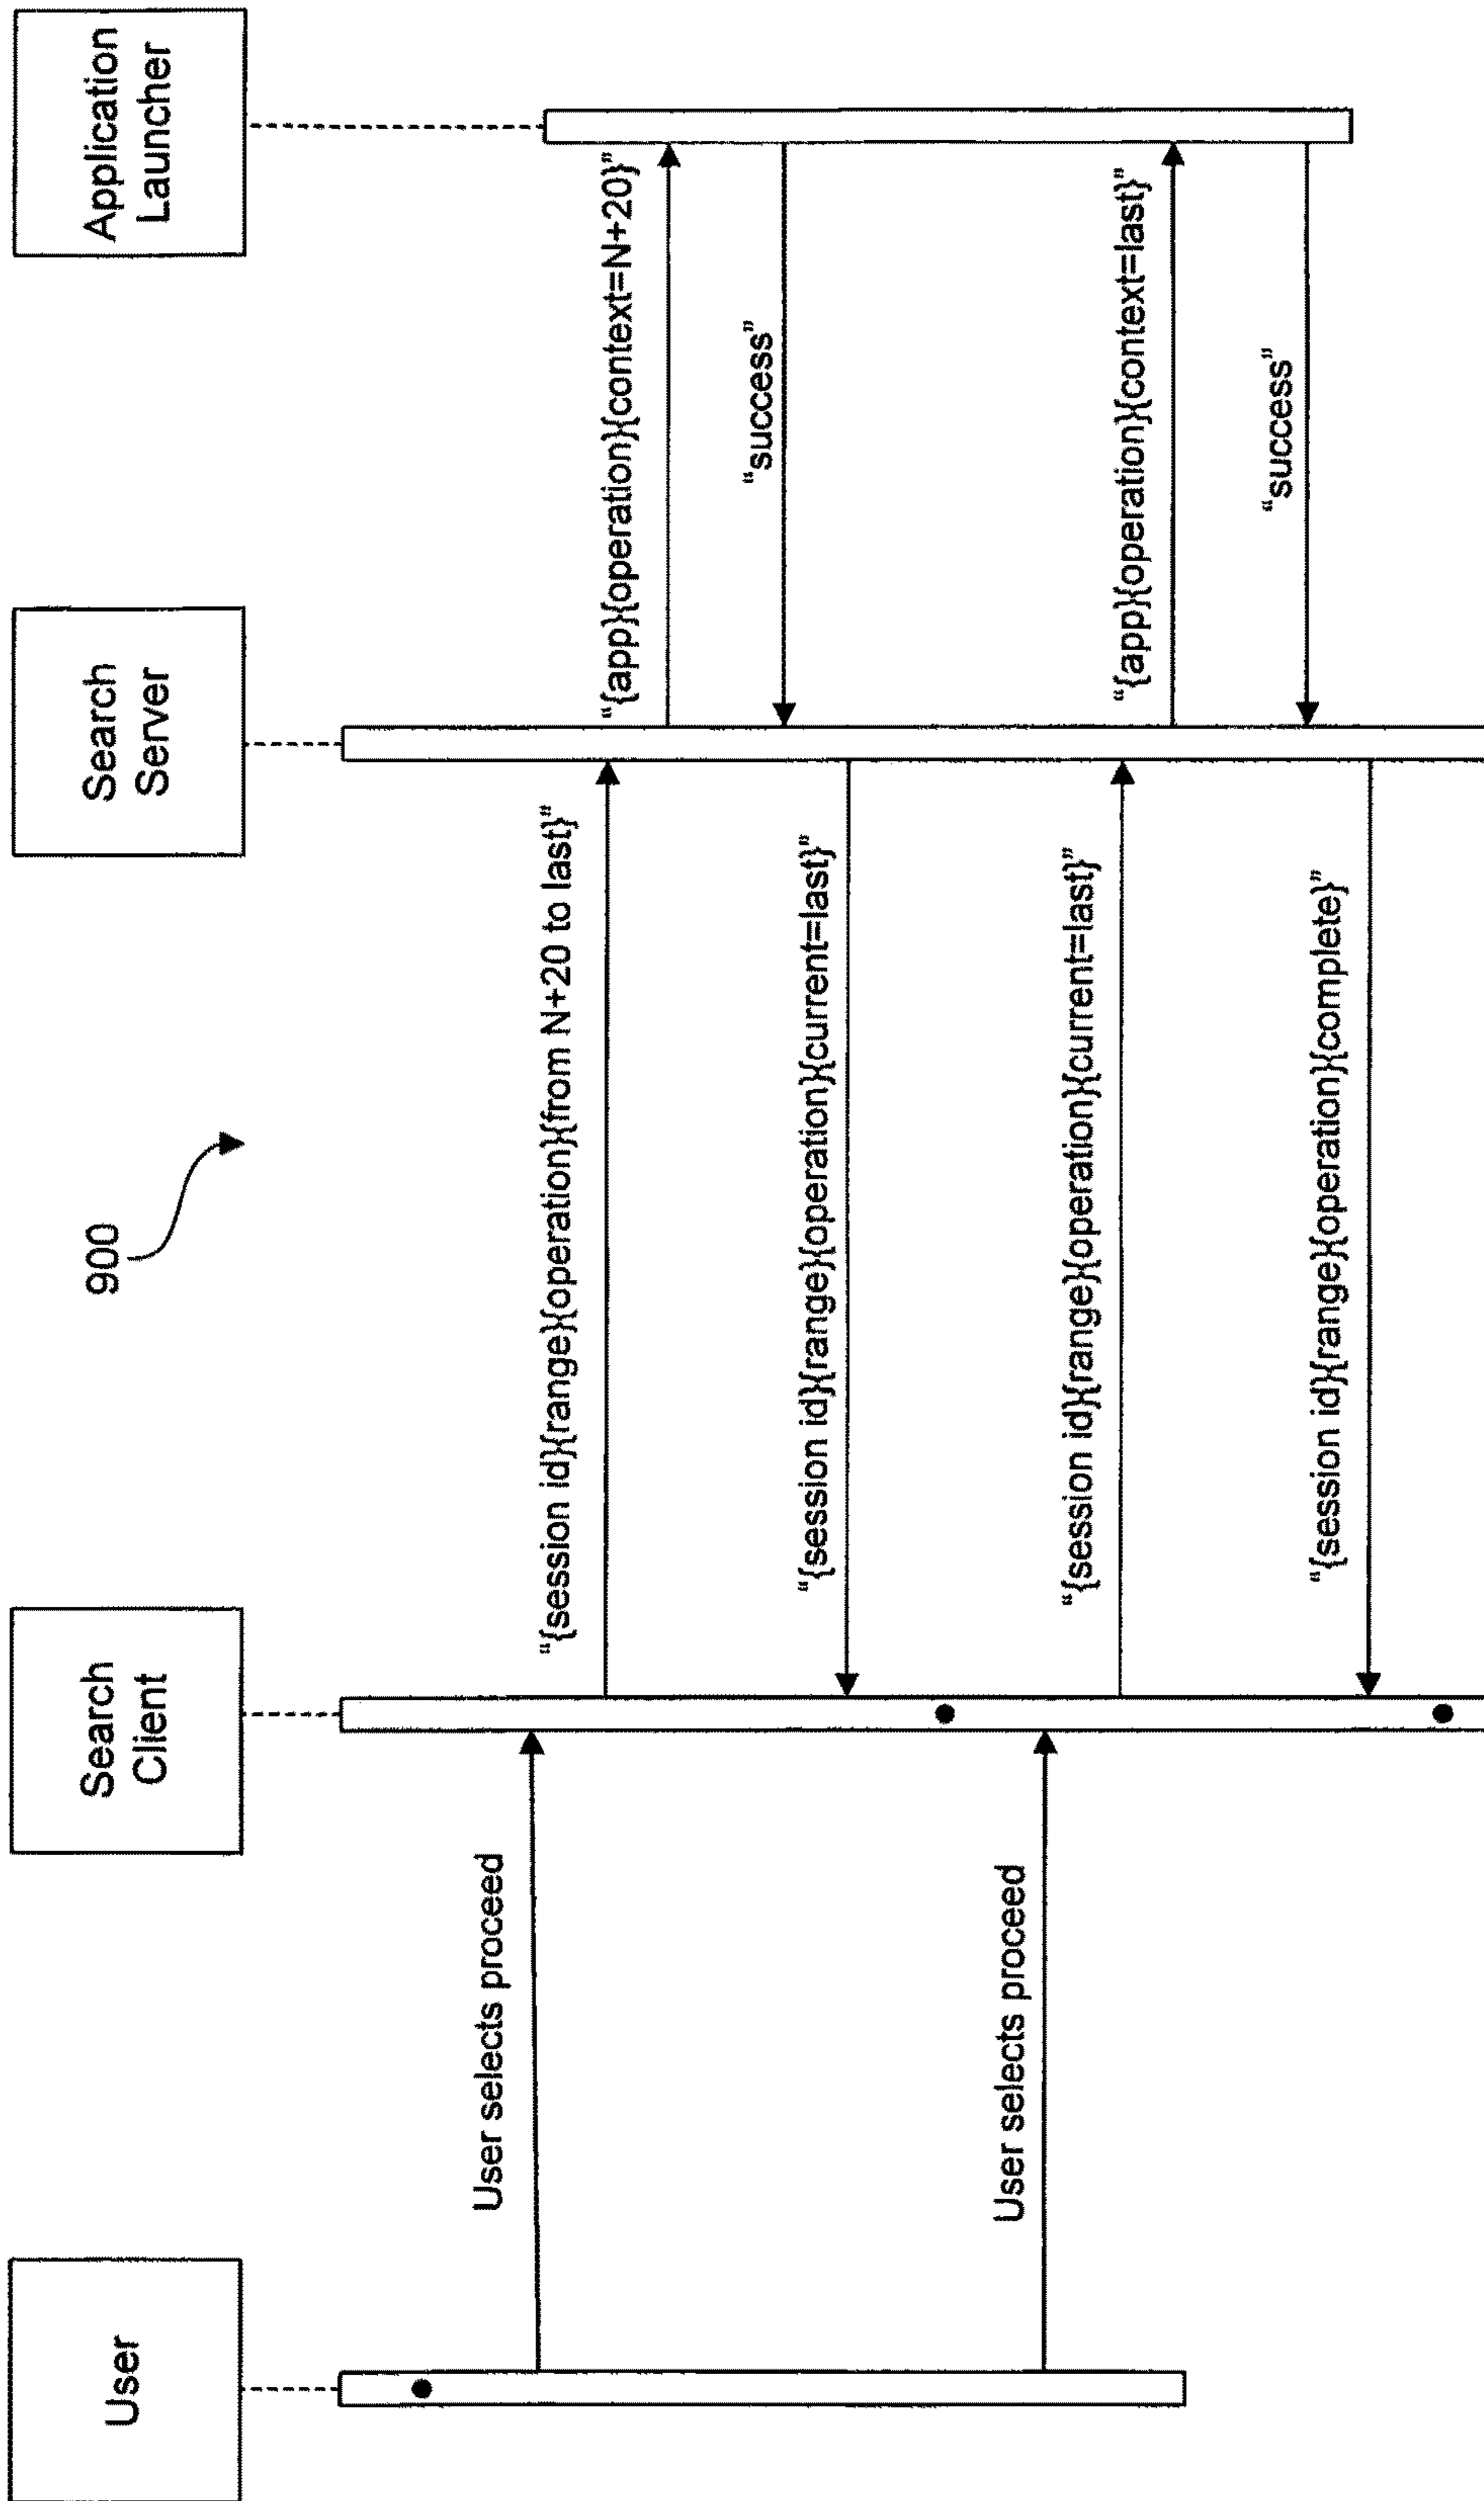 900
User
Search
Client
Search
Server
Application
Launcher
User selects proceed
“{session id}{range}{operation}{from N+20 to last}”
“{app}{operation}{context=N+20}”
“success”
“{session id}{range}{operation}{current=last}”
User selects proceed
“{session id}{range}{operation}{current=last}”
“{app}{operation}{context=last}”
“success”
“{session id}{range}{operation}{complete}”